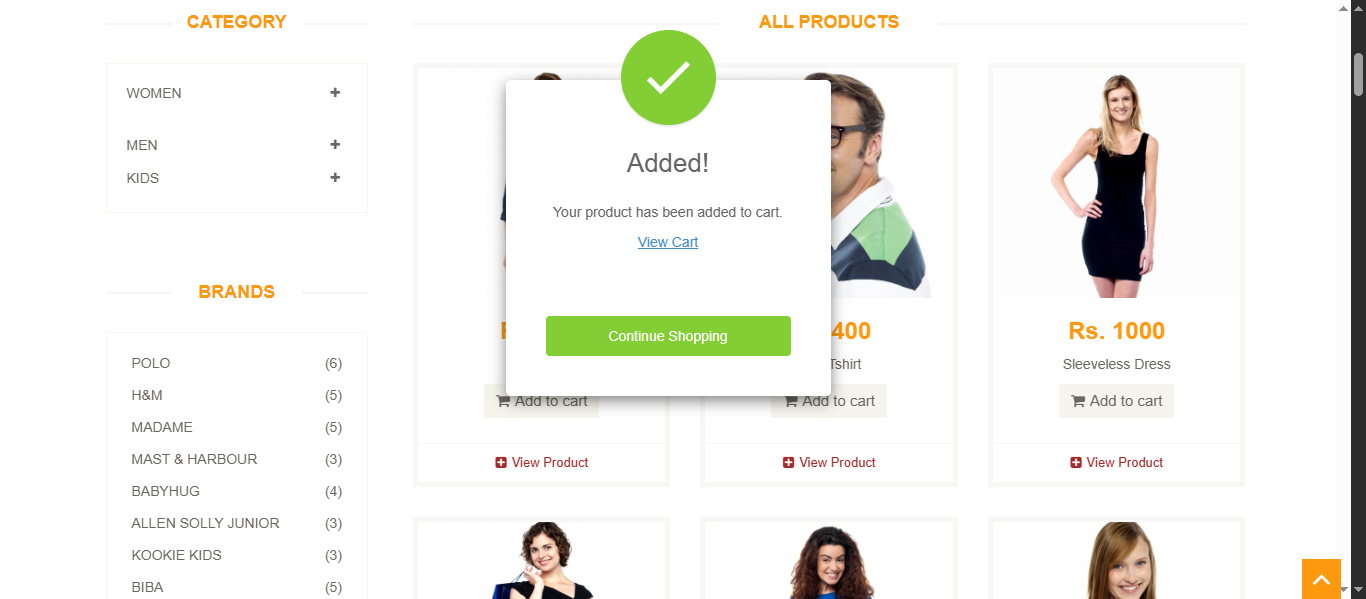 CATEGORY
WOMEN
MEN
KIDS
BRANDS
POLO (6)
H&M (5)
MADAME (5)
MAST & HARBOUR (3)
BABYHUG (4)
ALLEN SOLLY JUNIOR (3)
KOOKIE KIDS (3)
BIBA (5)
ALL PRODUCTS
Added!
Your product has been added to cart.
View Cart
Continue Shopping
Add to cart
View Product
400
Tshirt
Add to cart
View Product
Rs. 1000
Sleeveless Dress
Add to cart
View Product